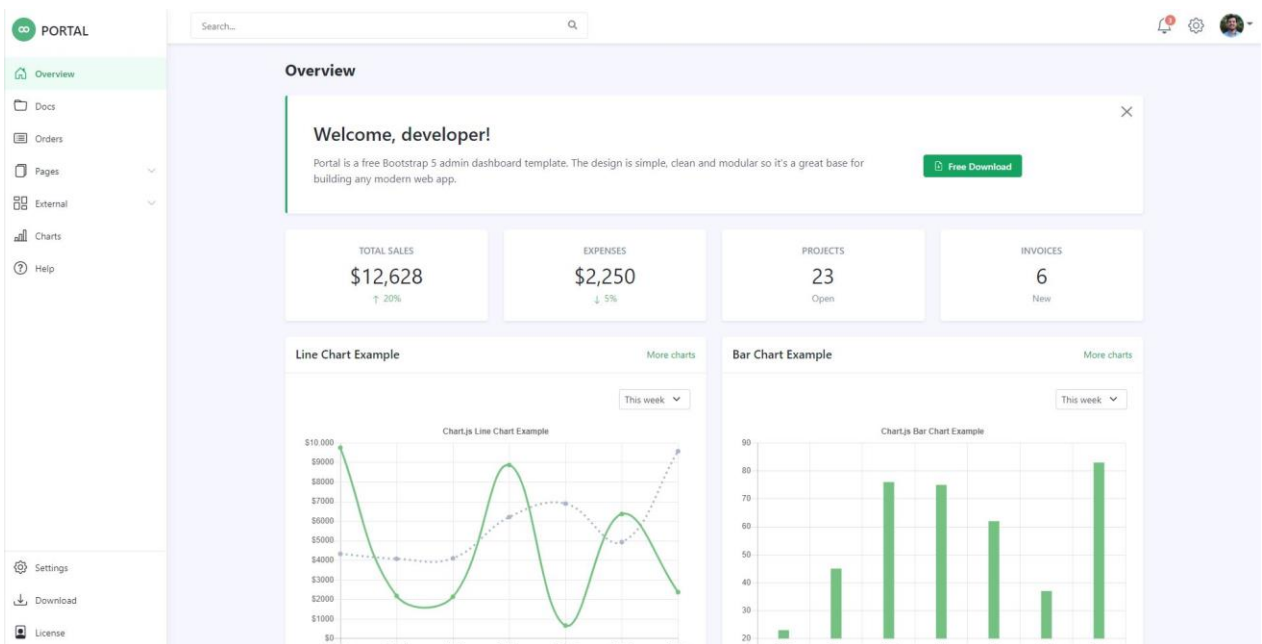 PORTAL
Search...
3
Overview
Docs
Orders
Pages
External
Charts
Help
Settings
Download
License
Overview
Welcome, developer!
Portal is a free Bootstrap 5 admin dashboard template. The design is simple, clean and modular so it's a great base for
building any modern web app.
Free Download
TOTAL SALES
$12,628
↑ 20%
EXPENSES
$2,250
↓ 5%
PROJECTS
23
Open
INVOICES
6
New
Line Chart Example
More charts
This week
Chart.js Line Chart Example
$10.000
$9000
$8000
$7000
$6000
$5000
$4000
$3000
$2000
$1000
$0
Bar Chart Example
More charts
This week
Chart.js Bar Chart Example
90
80
70
60
50
40
30
20